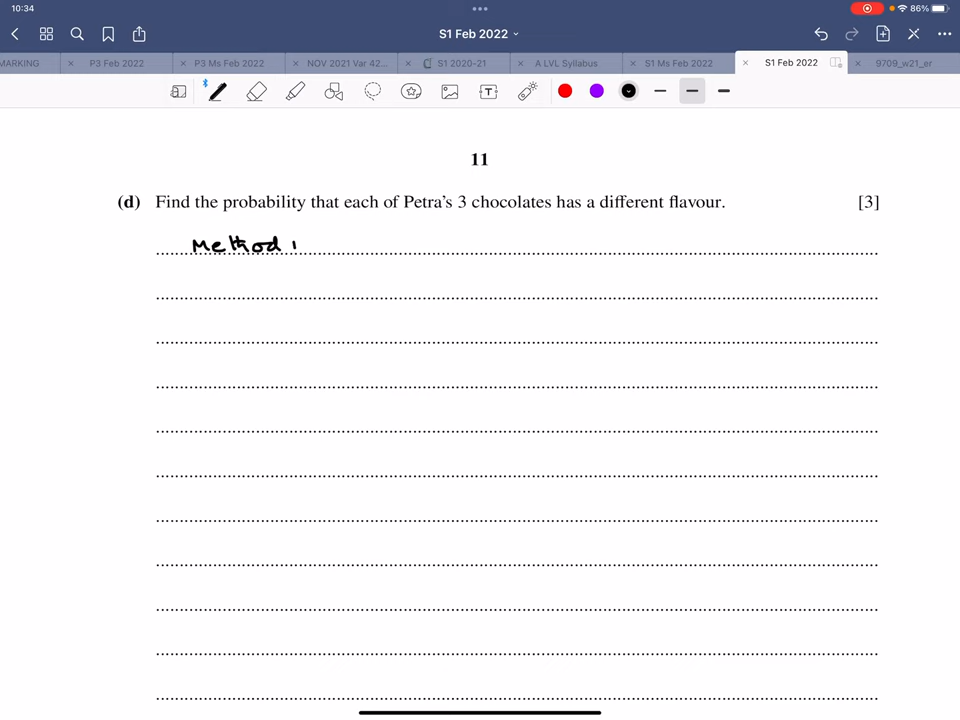 10:34
86%
S1 Feb 2022
MARKING
P3 Feb 2022
P3 Ms Feb 2022
NOV 2021 Var 42...
S1 2020-21
A LVL Syllabus
S1 Ms Feb 2022
S1 Feb 2022
9709_w21_er
T
11
(d) Find the probability that each of Petra's 3 chocolates has a different flavour. [3]
Method 1